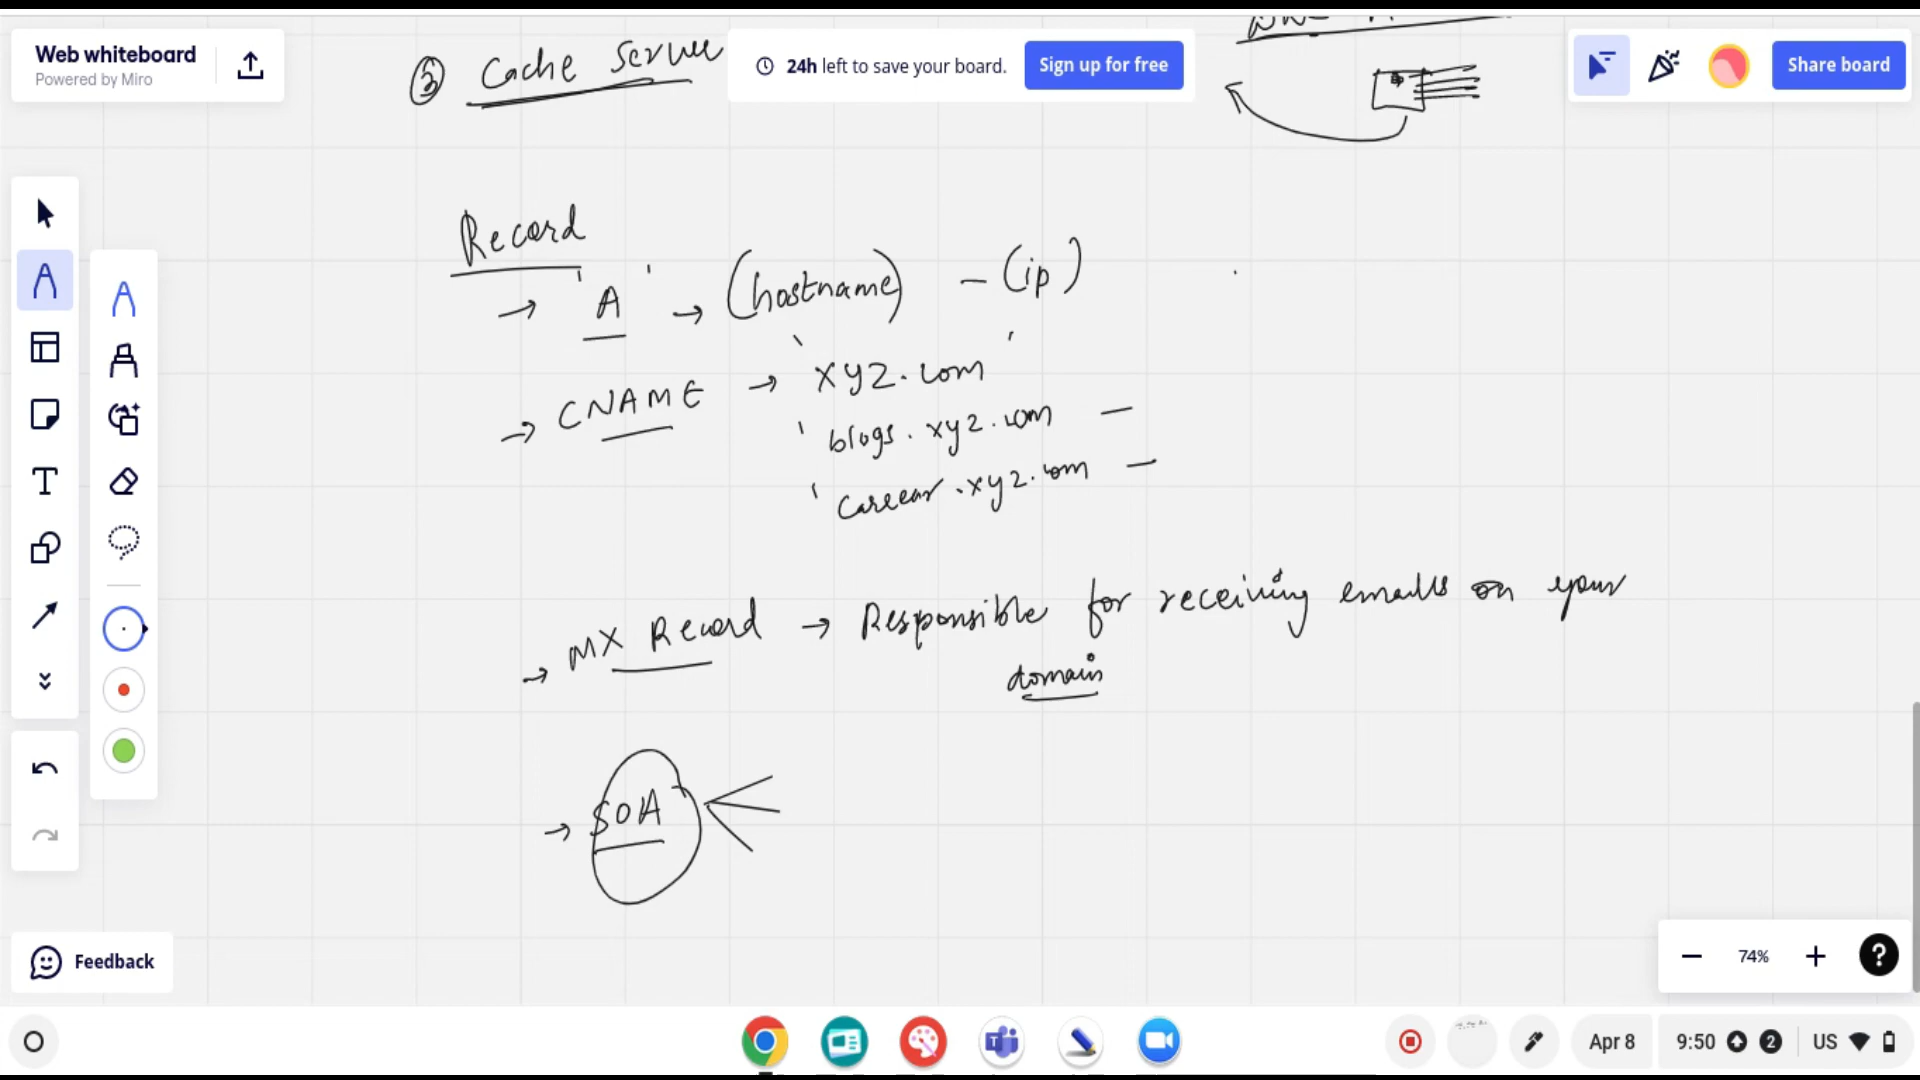 Web whiteboard
Powered by Miro
③ Cache Server
24h left to save your board.
Sign up for free
Share board
Record
→ 'A' → (hostname) - (ip)
→ CNAME → 'xyz.com'
' blogs.xyz.com -
' career.xyz.com -
→ MX Record → Responsible for receiving emails on your
domain
→ SOA
Feedback
74%
Apr 8
9:50
2
US